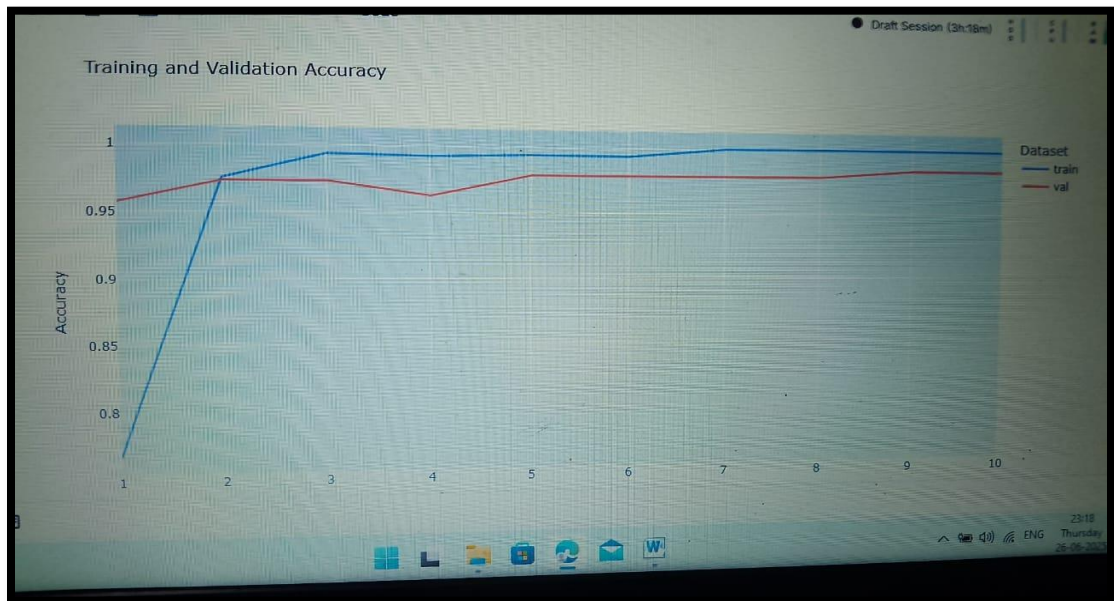 Draft Session (3h:18m)
Training and Validation Accuracy
1
0.95
0.9
0.85
0.8
Accuracy
1 2 3 4 5 6 7 8 9 10
Dataset
train
val
ENG
23:18
Thursday